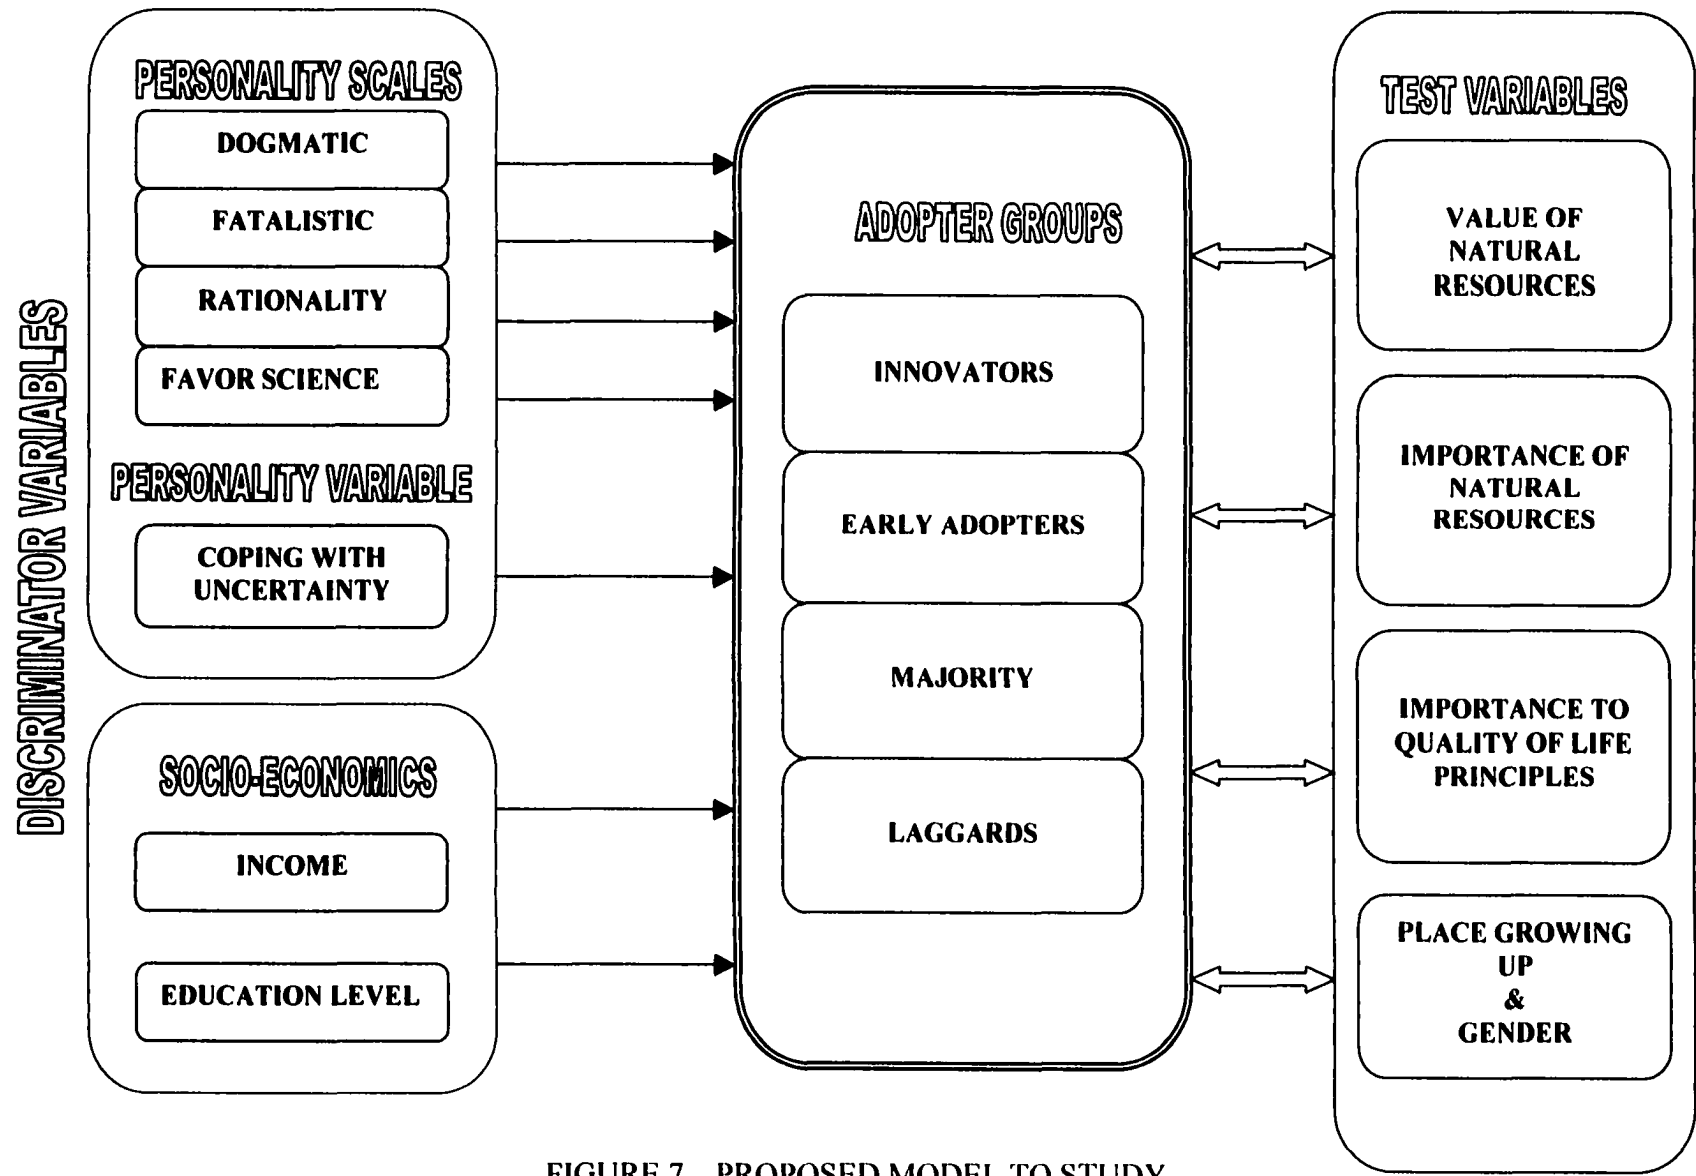 DISCRIMINATOR VARIABLES
PERSONALITY SCALES
DOGMATIC
FATALISTIC
RATIONALITY
FAVOR SCIENCE
PERSONALITY VARIABLE
COPING WITH
UNCERTAINTY
SOCIO-ECONOMICS
INCOME
EDUCATION LEVEL
ADOPTER GROUPS
INNOVATORS
EARLY ADOPTERS
MAJORITY
LAGGARDS
TEST VARIABLES
VALUE OF
NATURAL
RESOURCES
IMPORTANCE OF
NATURAL
RESOURCES
IMPORTANCE TO
QUALITY OF LIFE
PRINCIPLES
PLACE GROWING
UP
&
GENDER
FIGURE 7 PROPOSED MODEL TO STUDY